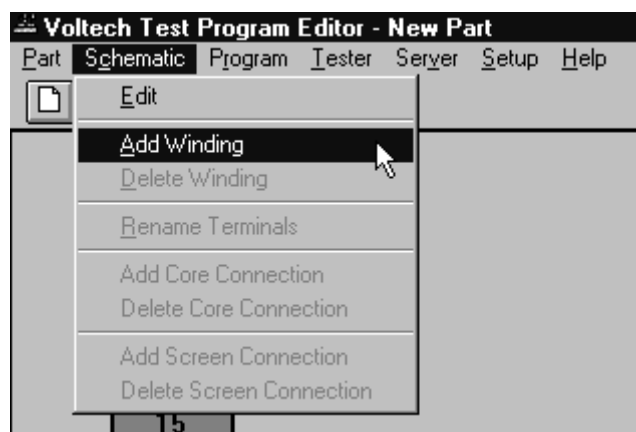 Voltech Test Program Editor - New Part
Part Schematic Program Tester Server Setup Help
Edit
Add Winding
Delete Winding
Rename Terminals
Add Core Connection
Delete Core Connection
Add Screen Connection
Delete Screen Connection
15